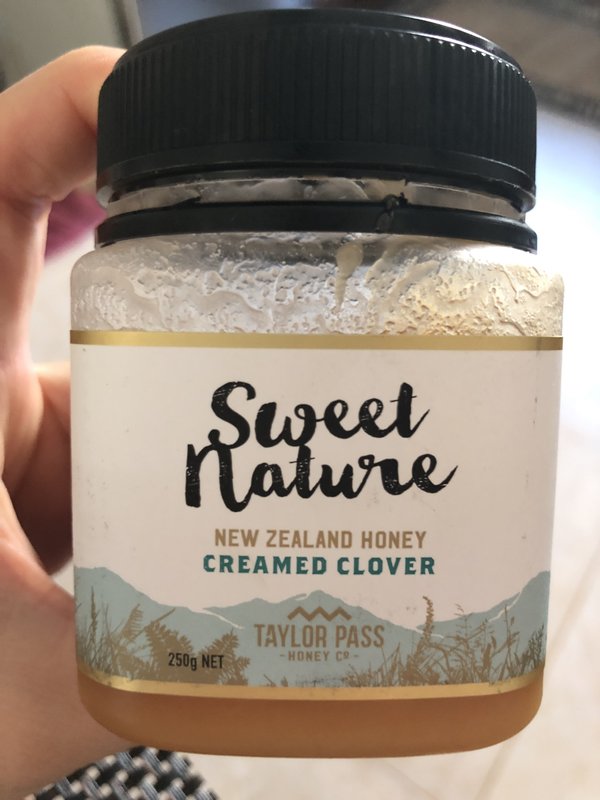 Sweet
Nature
NEW ZEALAND HONEY
CREAMED CLOVER
TAYLOR PASS
- HONEY CO -
250g NET